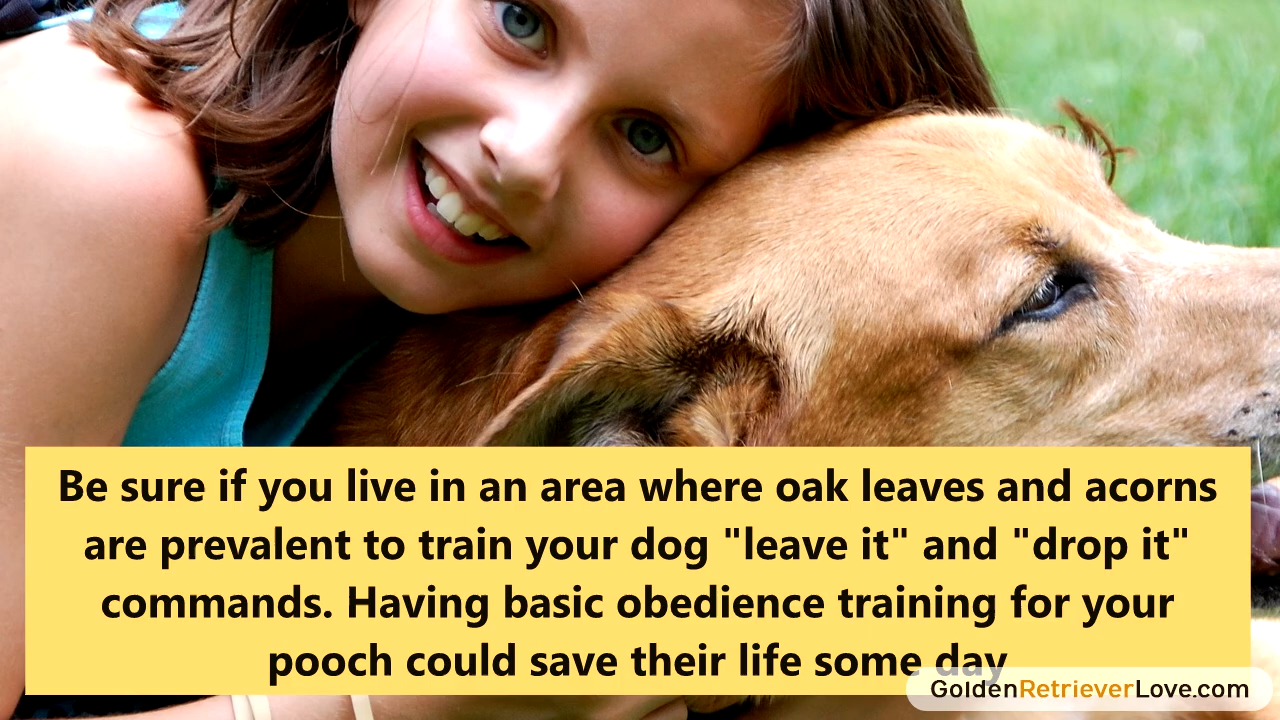 Be sure if you live in an area where oak leaves and acorns
are prevalent to train your dog "leave it" and "drop it"
commands. Having basic obedience training for your
pooch could save their life some day
GoldenRetrieverLove.com